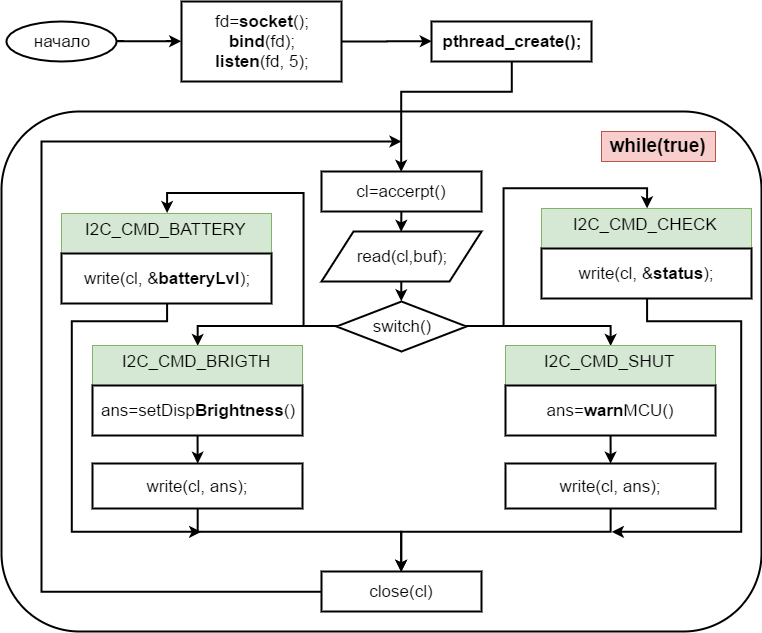 начало
fd=socket();
bind(fd);
listen(fd, 5);
pthread_create();
while(true)
cl=accerpt()
I2C_CMD_BATTERY
write(cl, &batteryLvl);
I2C_CMD_CHECK
write(cl, &status);
read(cl,buf);
switch()
I2C_CMD_BRIGTH
ans=setDispBrightness()
write(cl, ans);
I2C_CMD_SHUT
ans=warnMCU()
write(cl, ans);
close(cl)